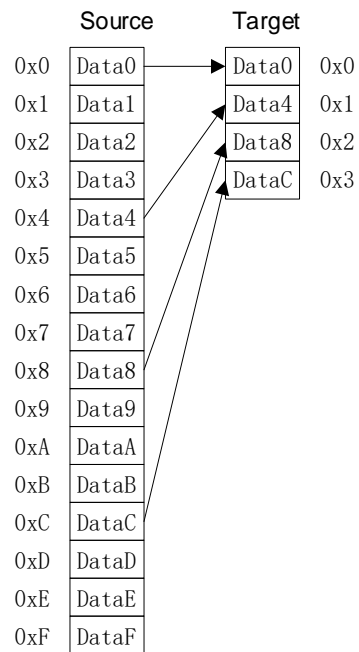 Source Target
0x0 Data0 Data0 0x0
0x1 Data1 Data4 0x1
0x2 Data2 Data8 0x2
0x3 Data3 DataC 0x3
0x4 Data4
0x5 Data5
0x6 Data6
0x7 Data7
0x8 Data8
0x9 Data9
0xA DataA
0xB DataB
0xC DataC
0xD DataD
0xE DataE
0xF DataF